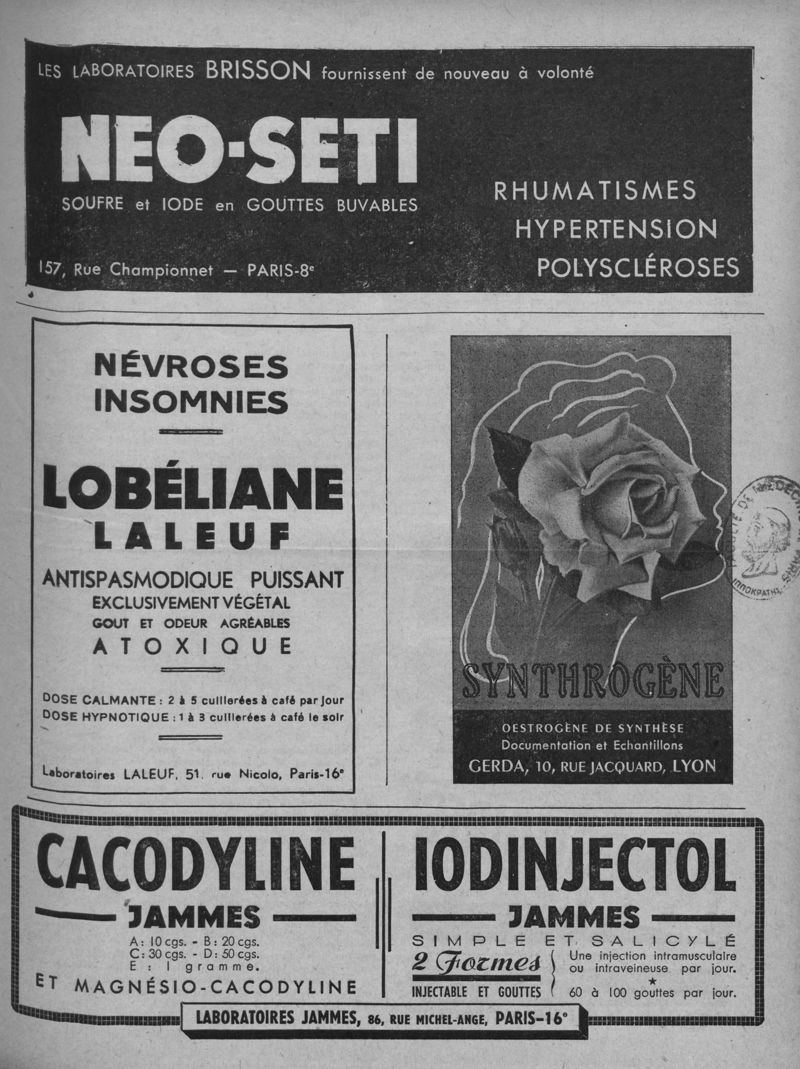 LES LABORATOIRES BRISSON fournissent de nouveau à volonté
NEO-SETI
SOUFRE et IODE en GOUTTES BUVABLES
RHUMATISMES
HYPERTENSION
POLYSCLÉROSES
157, Rue Championnet — PARIS-8e
NÉVROSES
INSOMNIES
LOBÉLIANE
LALEUF
ANTISPASMODIQUE PUISSANT
EXCLUSIVEMENT VÉGÉTAL
GOUT ET ODEUR AGRÉABLES
ATOXIQUE
DOSE CALMANTE : 2 à 5 cuillerées à café par jour
DOSE HYPNOTIQUE : 1 à 3 cuillerées à café le soir
Laboratoires LALEUF, 51, rue Nicolo, Paris-16e
SYNTHROGÈNE
OESTROGÈNE DE SYNTHÈSE
Documentation et Echantillons
GERDA, 10, RUE JACQUARD, LYON
CACODYLINE
JAMMES
A : 10 cgs. - B : 20 cgs.
C : 30 cgs. - D : 50 cgs.
E : 1 gramme.
ET MAGNÉSIO-CACODYLINE
IODINJECTOL
JAMMES
SIMPLE ET SALICYLÉ
2 Formes
INJECTABLE ET GOUTTES
Une injection intramusculaire
ou intraveineuse par jour.
60 à 100 gouttes par jour.
LABORATOIRES JAMMES, 86, RUE MICHEL-ANGE, PARIS-16e